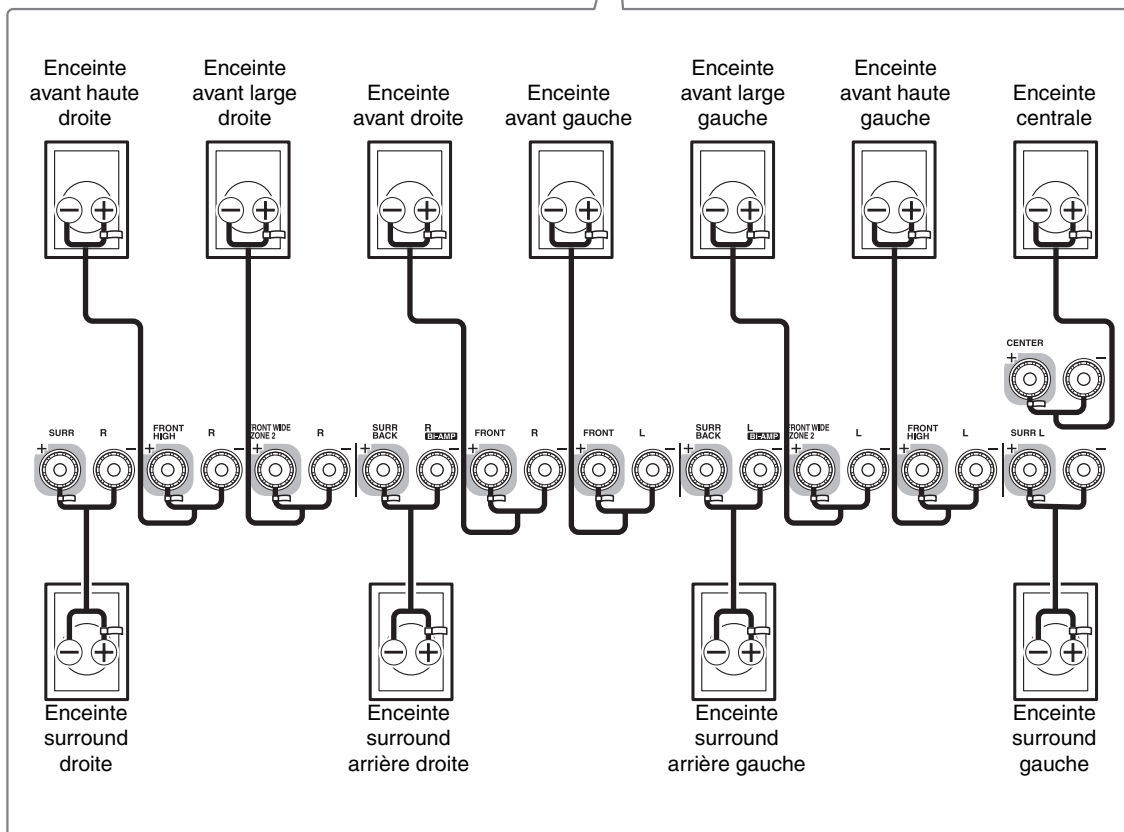 Enceinte
avant haute
droite
Enceinte
avant large
droite
Enceinte
avant droite
Enceinte
avant gauche
Enceinte
avant large
gauche
Enceinte
avant haute
gauche
Enceinte
centrale
CENTER
+ −
SURR R
+ −
FRONT
HIGH R
+ −
FRONT WIDE
ZONE 2 R
+ −
SURR
BACK R
BI-AMP
+ −
FRONT R
+ −
FRONT L
+ −
SURR
BACK L
BI-AMP
+ −
FRONT WIDE
ZONE 2 L
+ −
FRONT
HIGH L
+ −
SURR L
+ −
Enceinte
surround
droite
Enceinte
surround
arrière droite
Enceinte
surround
arrière gauche
Enceinte
surround
gauche